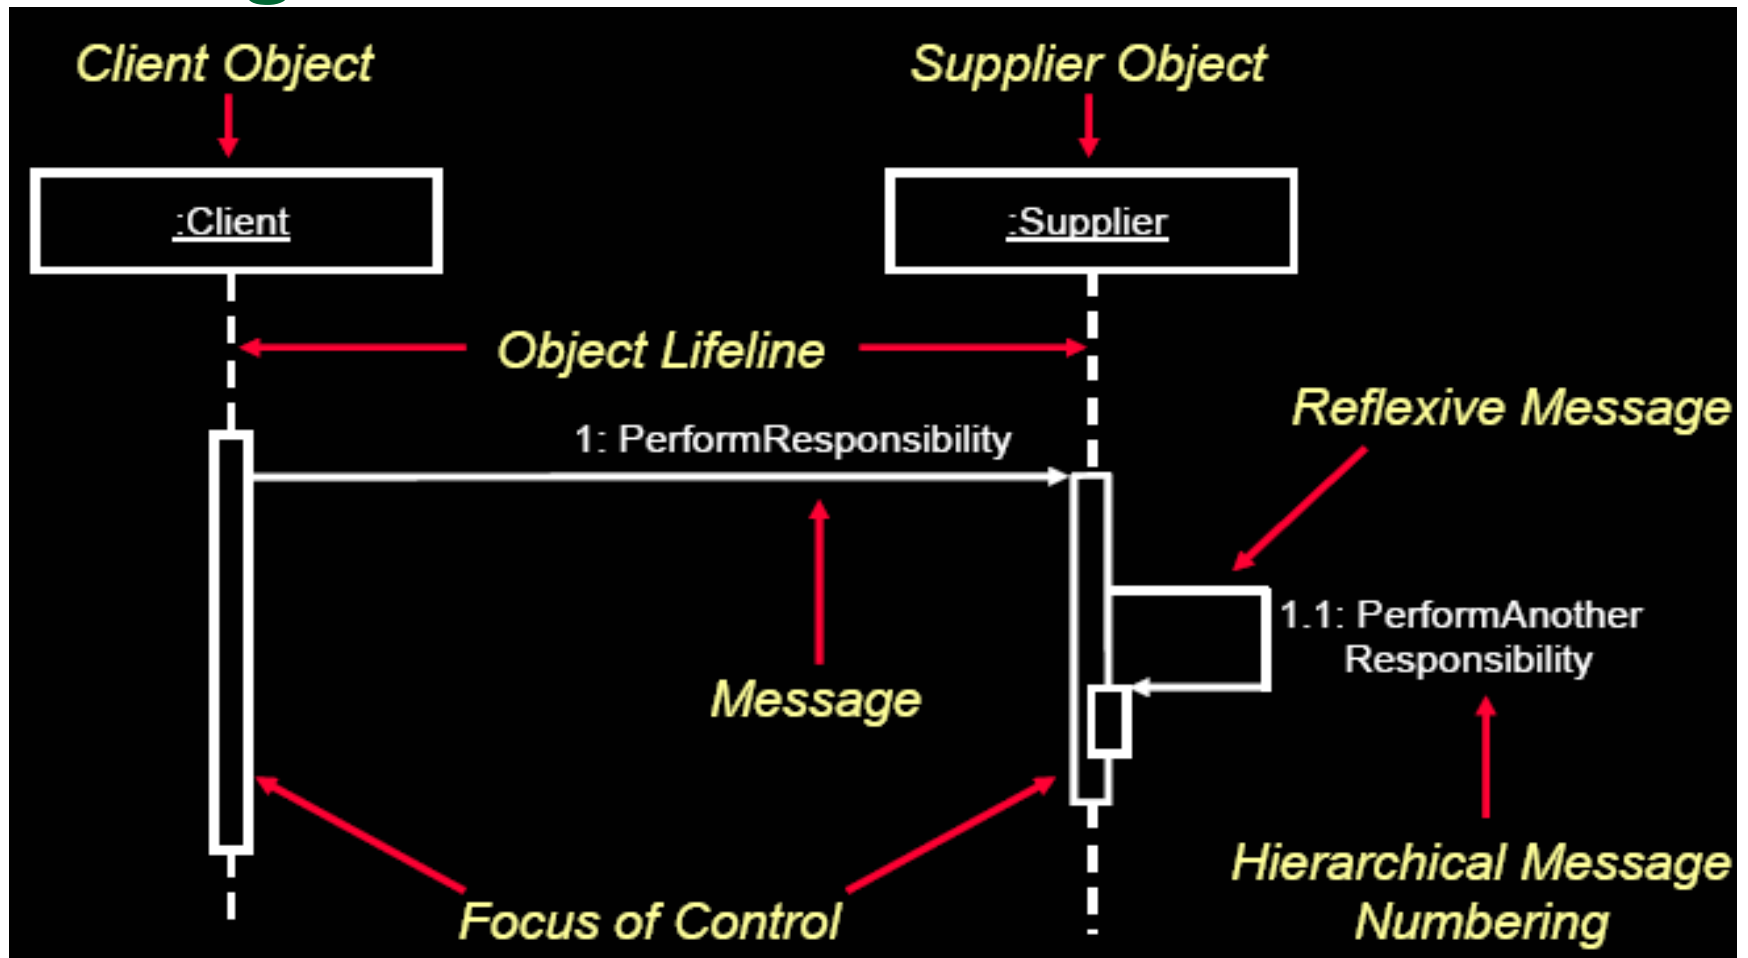 Client Object
Supplier Object
:Client
:Supplier
Object Lifeline
Reflexive Message
1: PerformResponsibility
1.1: PerformAnother
Responsibility
Message
Hierarchical Message
Numbering
Focus of Control